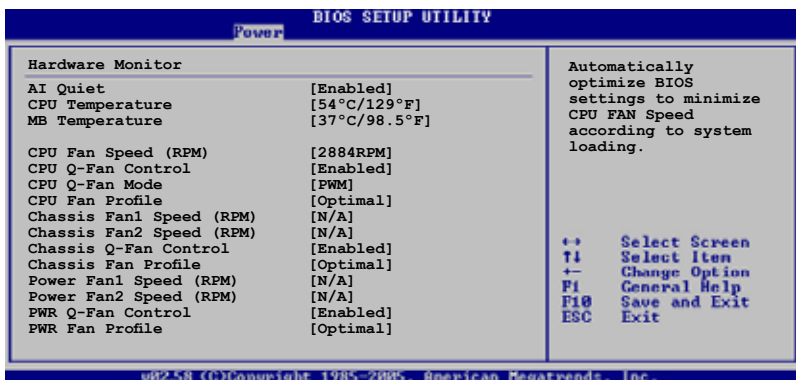 BIOS SETUP UTILITY
Power
Hardware Monitor
AI Quiet [Enabled]
CPU Temperature [54°C/129°F]
MB Temperature [37°C/98.5°F]
CPU Fan Speed (RPM) [2884RPM]
CPU Q-Fan Control [Enabled]
CPU Q-Fan Mode [PWM]
CPU Fan Profile [Optimal]
Chassis Fan1 Speed (RPM) [N/A]
Chassis Fan2 Speed (RPM) [N/A]
Chassis Q-Fan Control [Enabled]
Chassis Fan Profile [Optimal]
Power Fan1 Speed (RPM) [N/A]
Power Fan2 Speed (RPM) [N/A]
PWR Q-Fan Control [Enabled]
PWR Fan Profile [Optimal]
Automatically
optimize BIOS
settings to minimize
CPU FAN Speed
according to system
loading.
↔ Select Screen
↑↓ Select Item
+- Change Option
F1 General Help
F10 Save and Exit
ESC Exit
v02.58 (C)Copyright 1985-2005, American Megatrends, Inc.